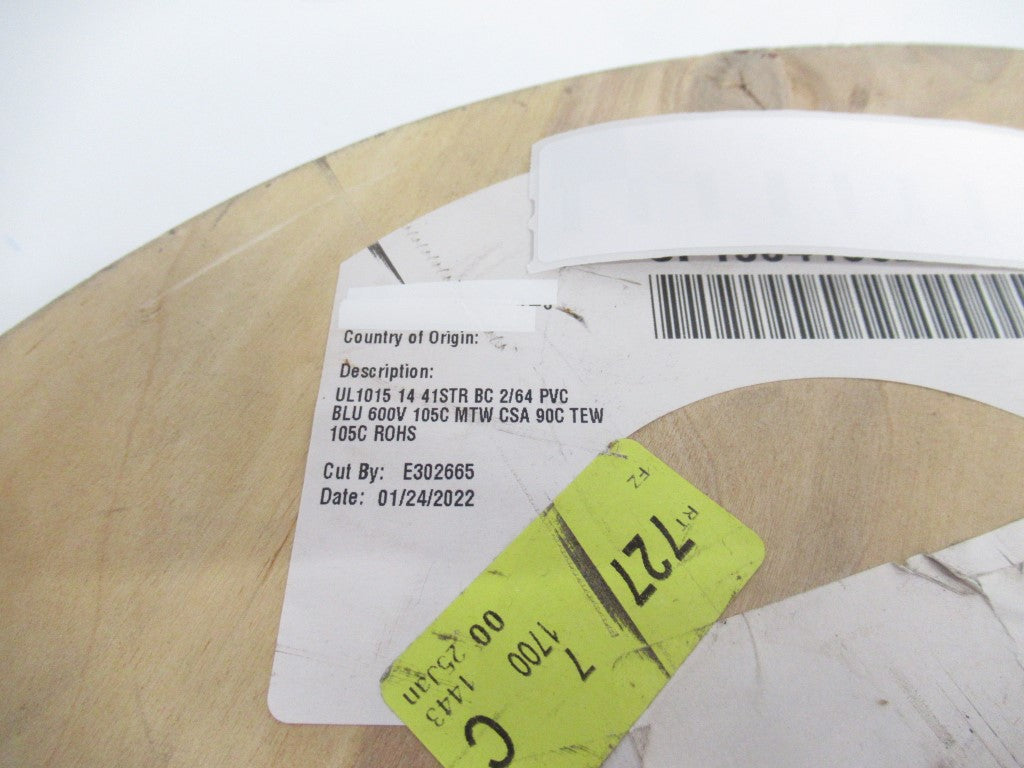 Country of Origin:
Description:
UL1015 14 41STR BC 2/64 PVC
BLU 600V 105C MTW CSA 90C TEW
105C ROHS
Cut By: E302665
Date: 01/24/2022
FZ
RT
727
7
1700
00
1443
25Jan
C